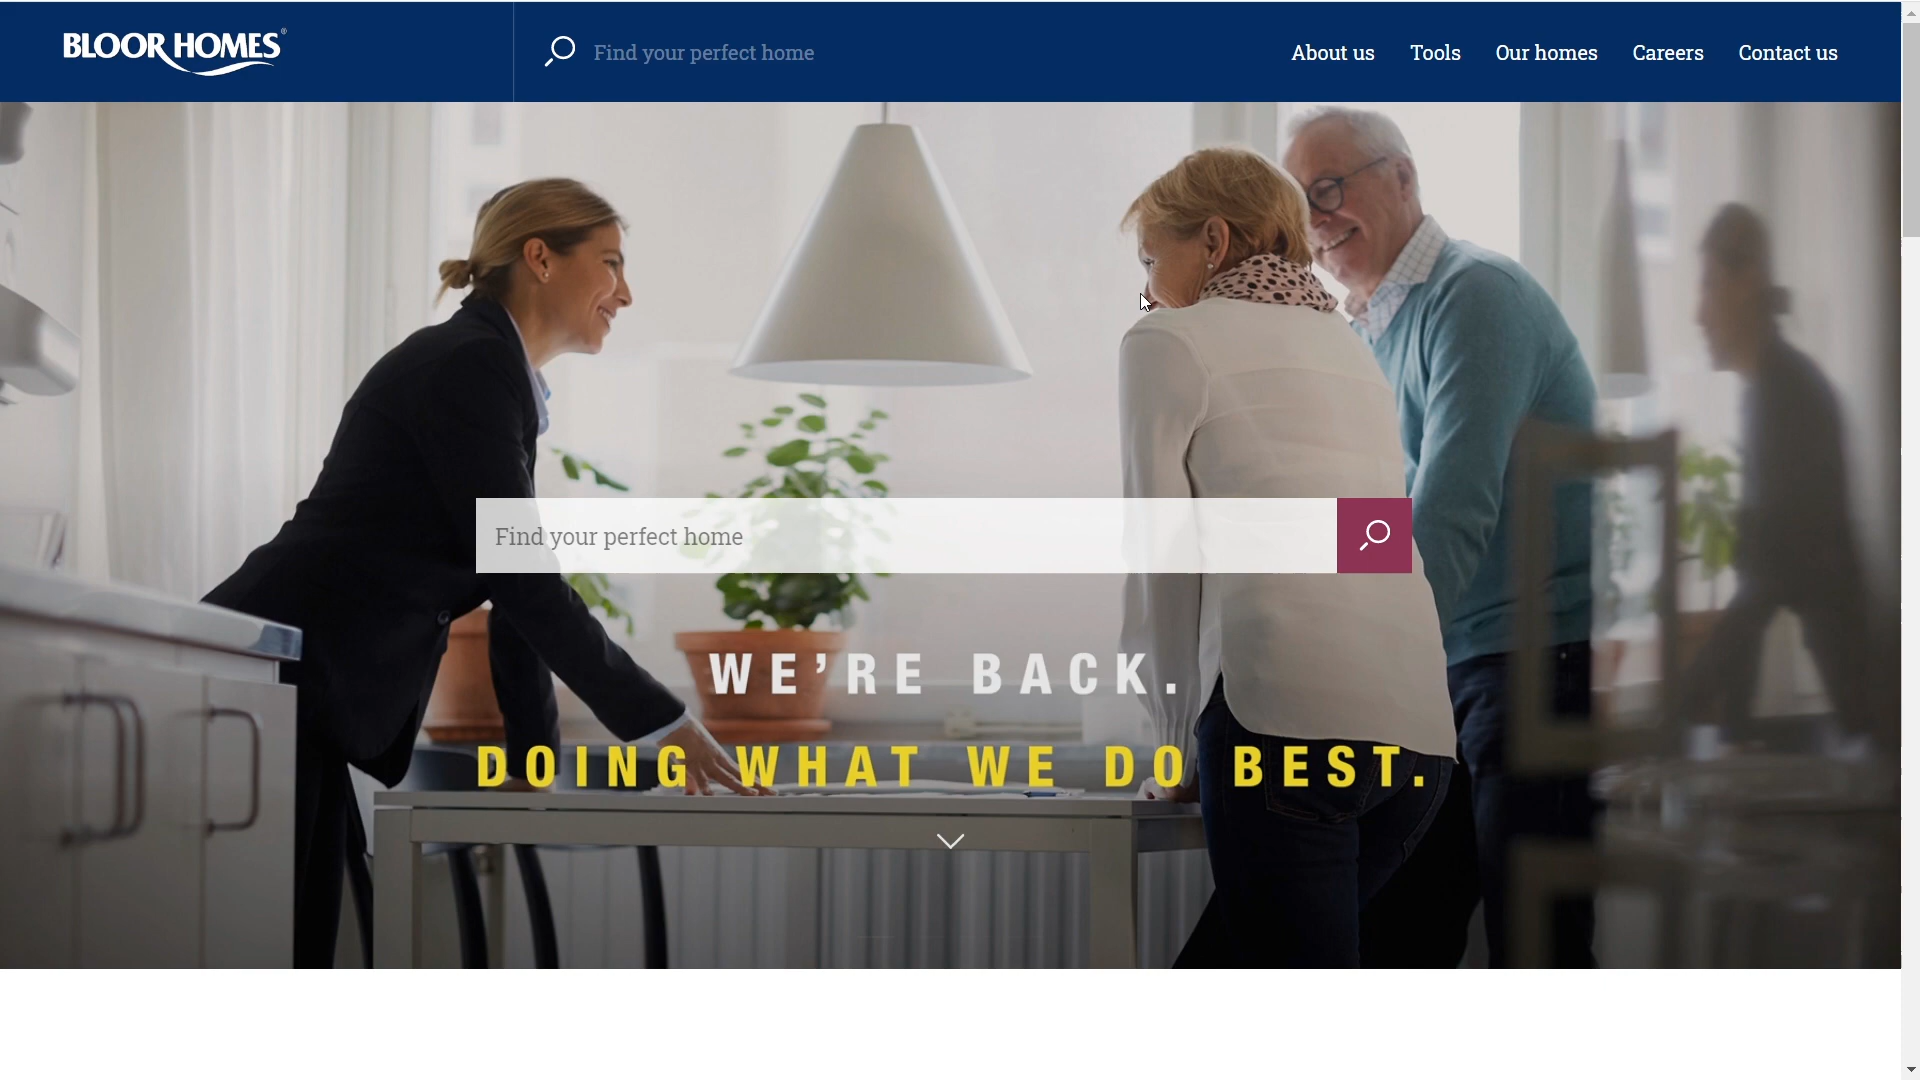 BLOOR HOMES®
Find your perfect home
About us
Tools
Our homes
Careers
Contact us
Find your perfect home
WE'RE BACK.
DOING WHAT WE DO BEST.